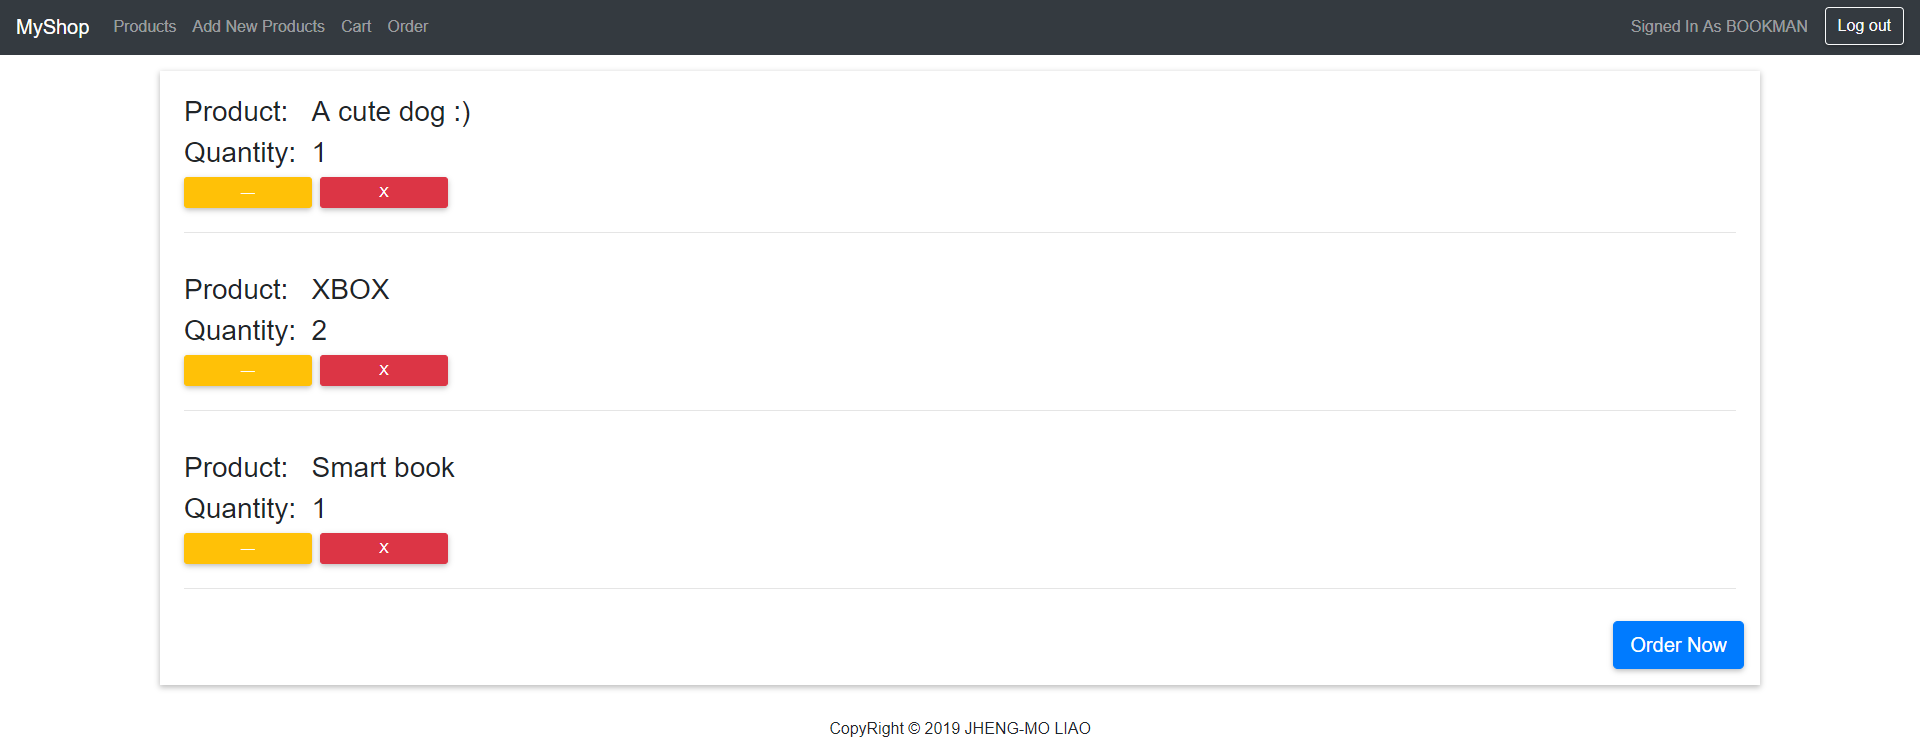 MyShop Products Add New Products Cart Order Signed In As BOOKMAN Log out
Product: A cute dog :)
Quantity: 1
— X
Product: XBOX
Quantity: 2
— X
Product: Smart book
Quantity: 1
— X
Order Now
CopyRight © 2019 JHENG-MO LIAO